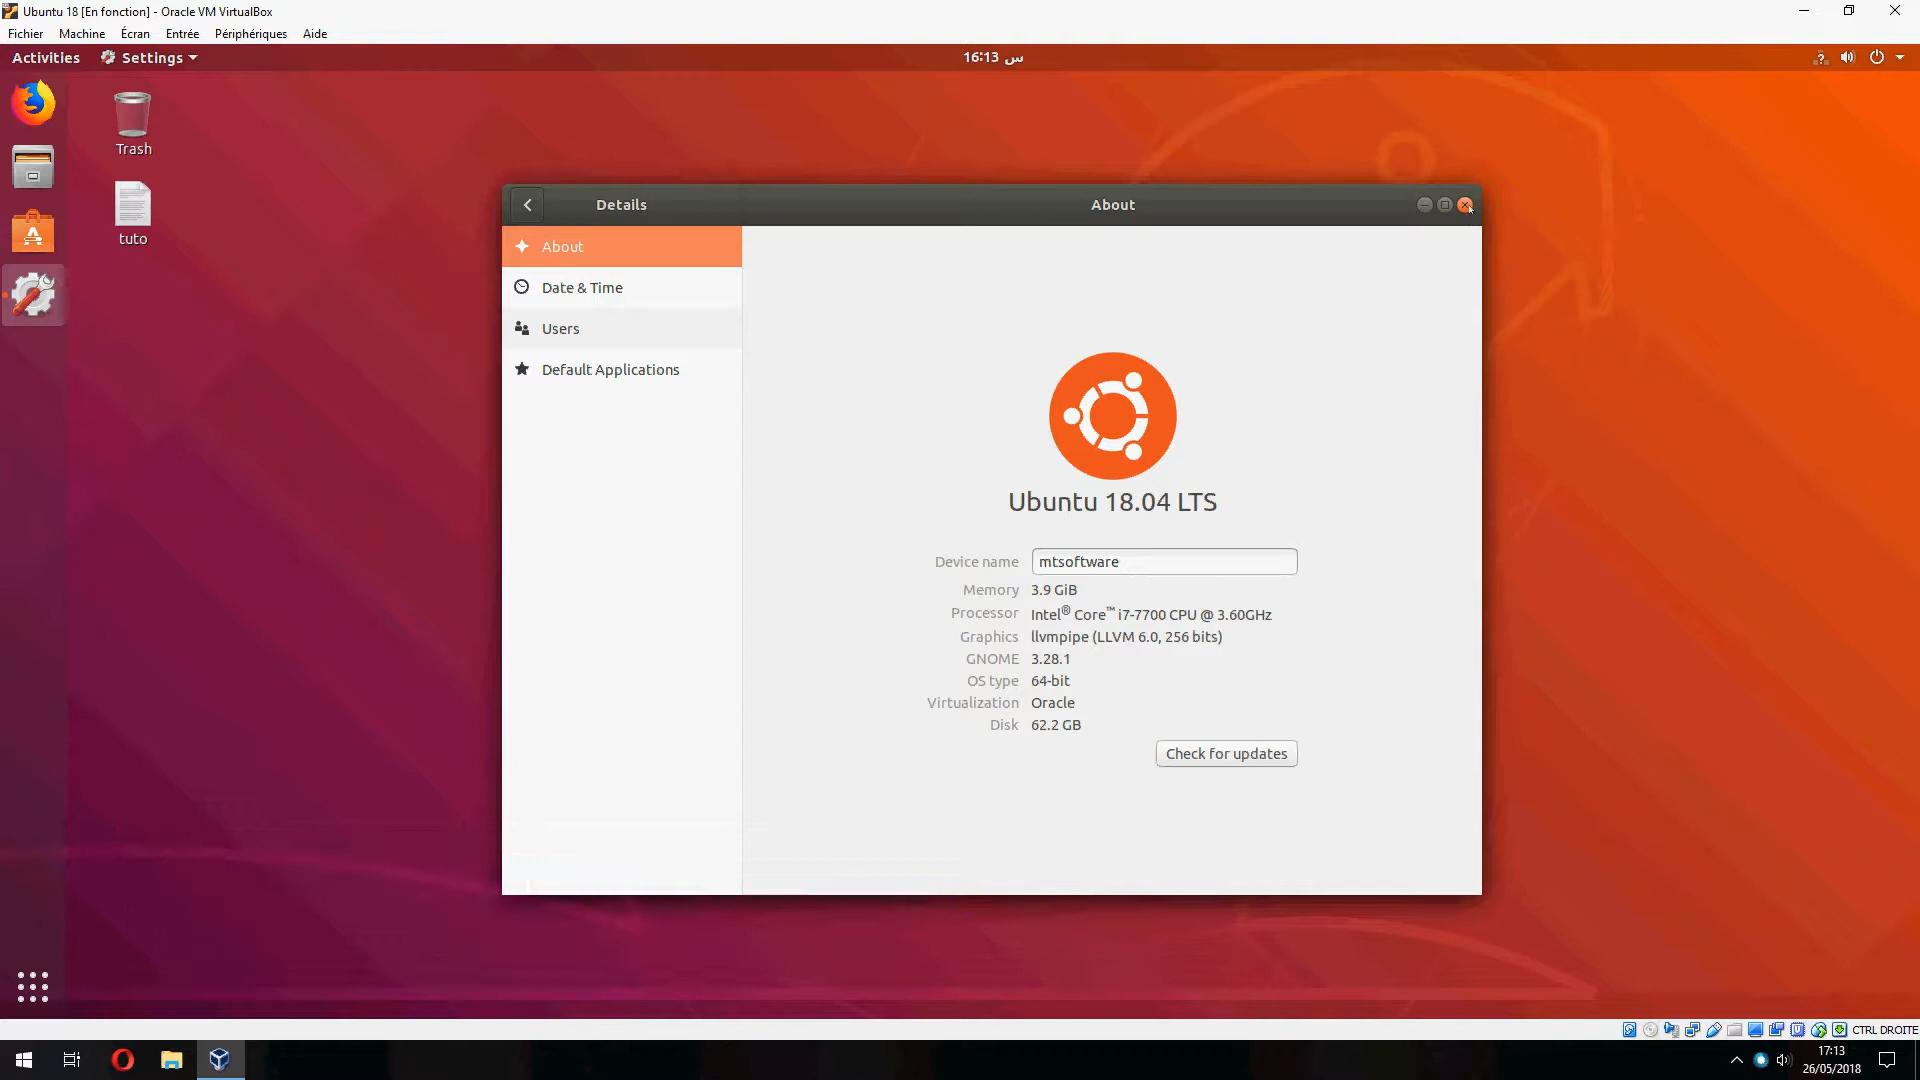 Ubuntu 18 [En fonction] - Oracle VM VirtualBox
Fichier Machine Écran Entrée Périphériques Aide
Activities Settings
س 16:13
Trash
tuto
Details About
About
Date & Time
Users
Default Applications
Ubuntu 18.04 LTS
Device name mtsoftware
Memory 3.9 GiB
Processor Intel® Core™ i7-7700 CPU @ 3.60GHz
Graphics llvmpipe (LLVM 6.0, 256 bits)
GNOME 3.28.1
OS type 64-bit
Virtualization Oracle
Disk 62.2 GB
Check for updates
CTRL DROITE
17:13
26/05/2018